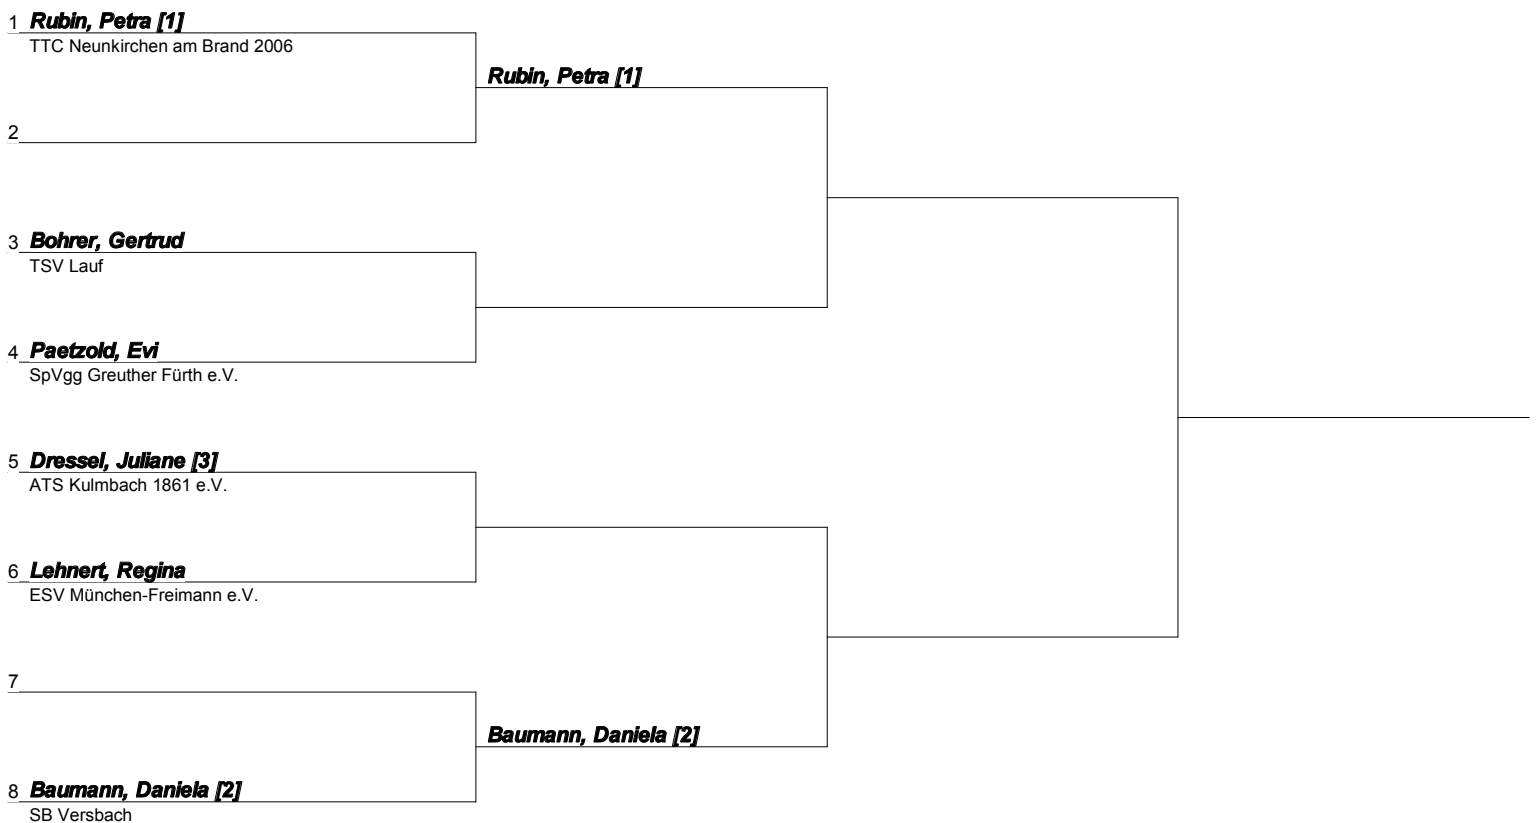 1 Rubin, Petra [1]
TTC Neunkirchen am Brand 2006
Rubin, Petra [1]
2
3 Bohrer, Gertrud
TSV Lauf
4 Paetzold, Evi
SpVgg Greuther Fürth e.V.
5 Dressel, Juliane [3]
ATS Kulmbach 1861 e.V.
6 Lehnert, Regina
ESV München-Freimann e.V.
7
Baumann, Daniela [2]
8 Baumann, Daniela [2]
SB Versbach